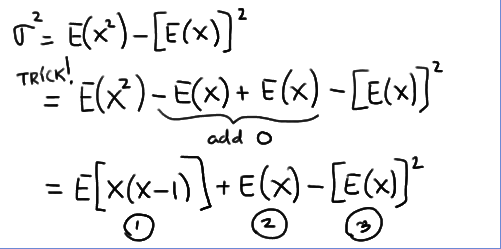 σ² = E(x²) - [E(x)]²
TRICK!
= E(x²) - E(x) + E(x) - [E(x)]²
add 0
= E[x(x-1)] + E(x) - [E(x)]²
① ② ③